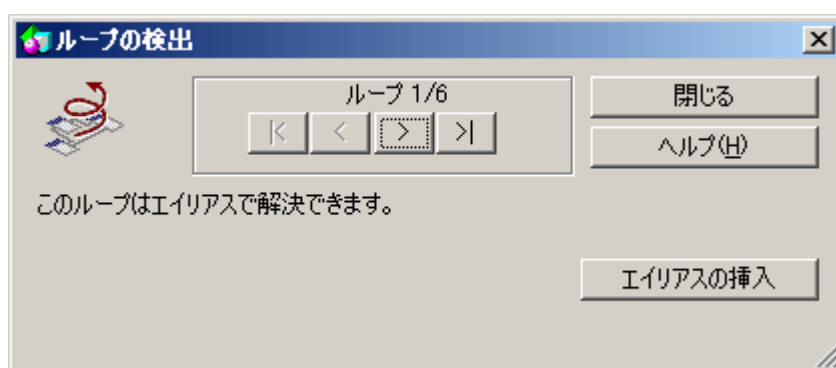 ループの検出
ループ 1/6
|< < > >|
閉じる
ヘルプ(H)
このループはエイリアスで解決できます。
エイリアスの挿入